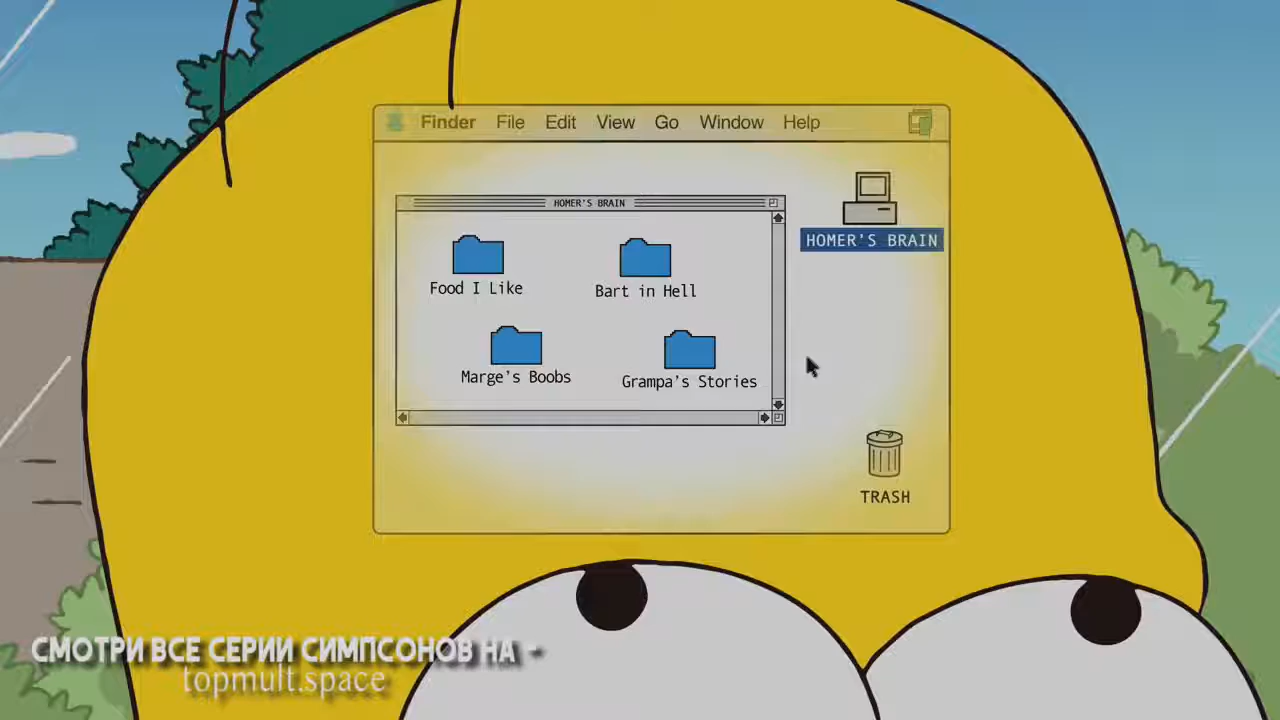 Finder File Edit View Go Window Help
HOMER'S BRAIN
HOMER'S BRAIN
Food I Like
Bart in Hell
Marge's Boobs
Grampa's Stories
TRASH
СМОТРИ ВСЕ СЕРИИ СИМПСОНОВ НА -
topmult.space